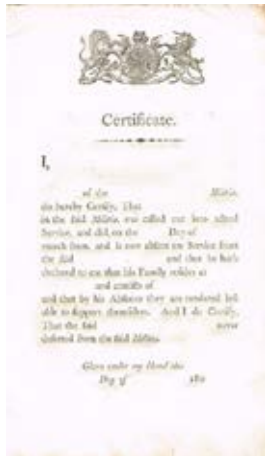 Certificate.
I,
of the Militia,
do hereby Certify, That
in the said Militia, was called out into actual
Service, and did, on the Day of
march from, and is now absent on Service from
the said and that he hath
declared to me that his Family resides at
and consists of
and that by his Absence they are rendered less
able to support themselves. And I do Certify,
That the said never
deserted from the said Militia.
Given under my Hand this
Day of 180